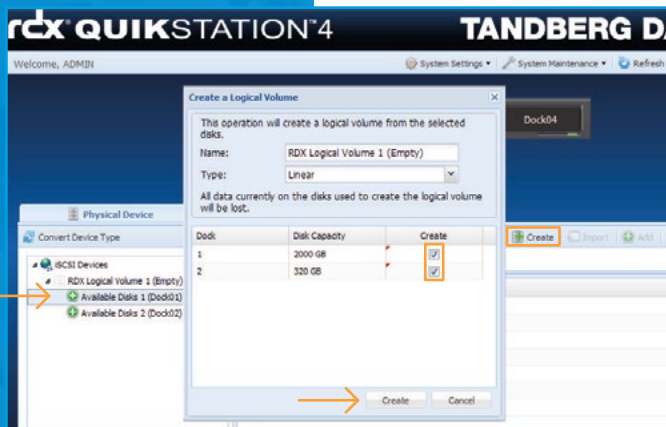 rdx QUIKSTATION™4
TANDBERG DA
Welcome, ADMIN
System Settings
System Maintenance
Refresh
Create a Logical Volume
This operation will create a logical volume from the selected
disks.
Name: RDX Logical Volume 1 (Empty)
Type: Linear
All data currently on the disks used to create the logical volume
will be lost.
Dock Disk Capacity Create
1 2000 GB
2 320 GB
Create Cancel
Dock04
Physical Device
Convert Device Type
iSCSI Devices
RDX Logical Volume 1 (Empty)
Available Disks 1 (Dock01)
Available Disks 2 (Dock02)
Create Import Add